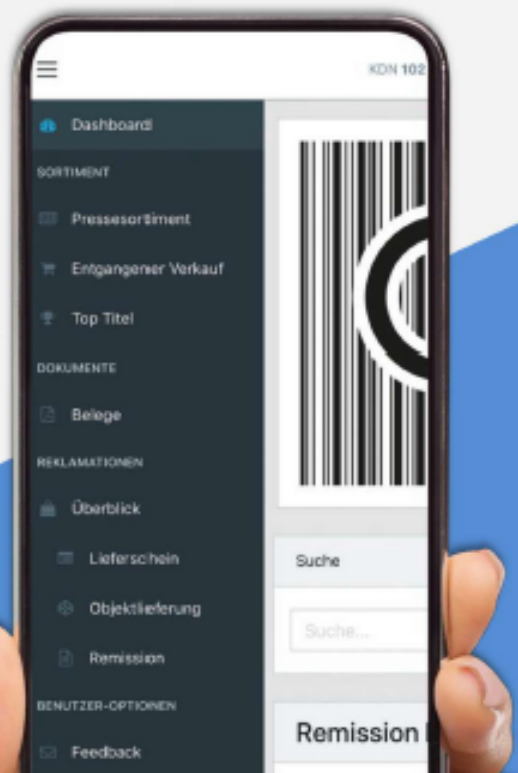 KDN 102
Dashboard
SORTIMENT
Pressesortiment
Entgangener Verkauf
Top Titel
DOKUMENTE
Belege
REKLAMATIONEN
Überblick
Lieferschein
Objektlieferung
Remission
BENUTZER-OPTIONEN
Feedback
Suche
Suche...
Remission